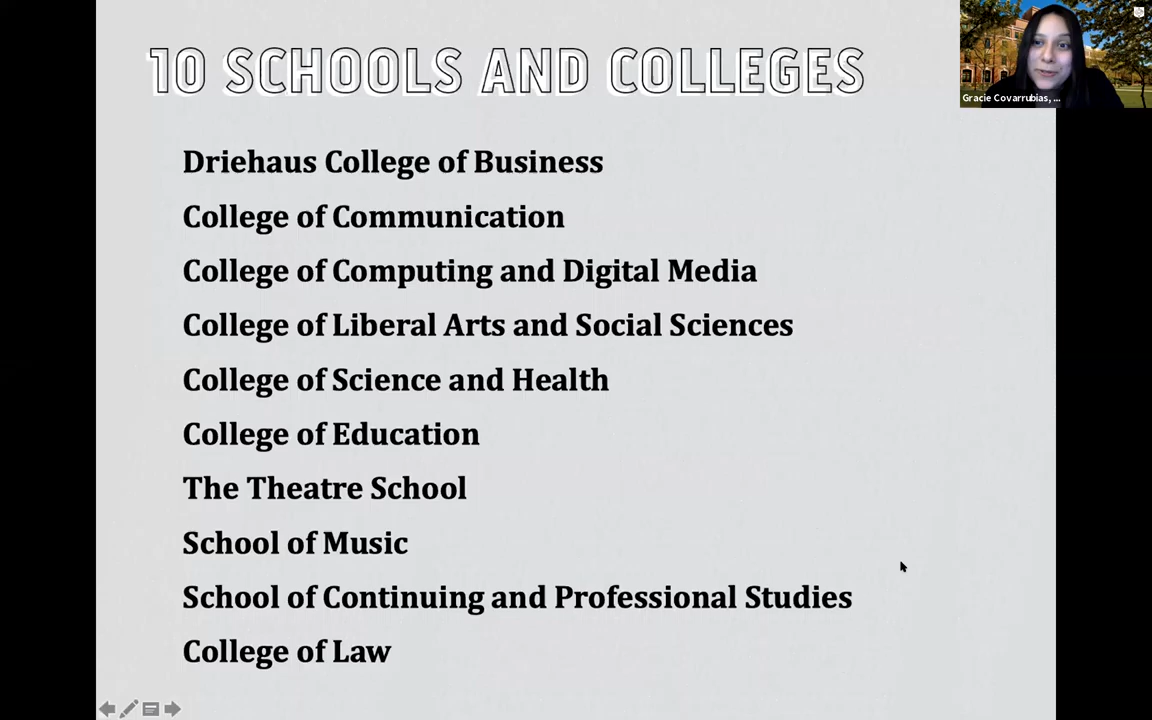 10 SCHOOLS AND COLLEGES
Gracie Covarrubias, ...
Driehaus College of Business
College of Communication
College of Computing and Digital Media
College of Liberal Arts and Social Sciences
College of Science and Health
College of Education
The Theatre School
School of Music
School of Continuing and Professional Studies
College of Law